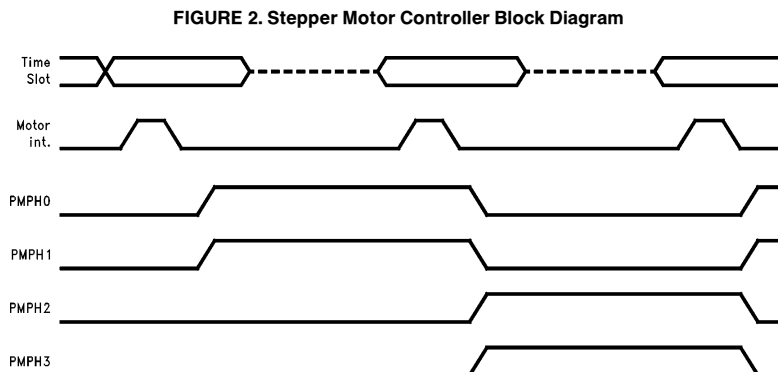 FIGURE 2. Stepper Motor Controller Block Diagram
Time
Slot
Motor
int.
PMPH0
PMPH1
PMPH2
PMPH3